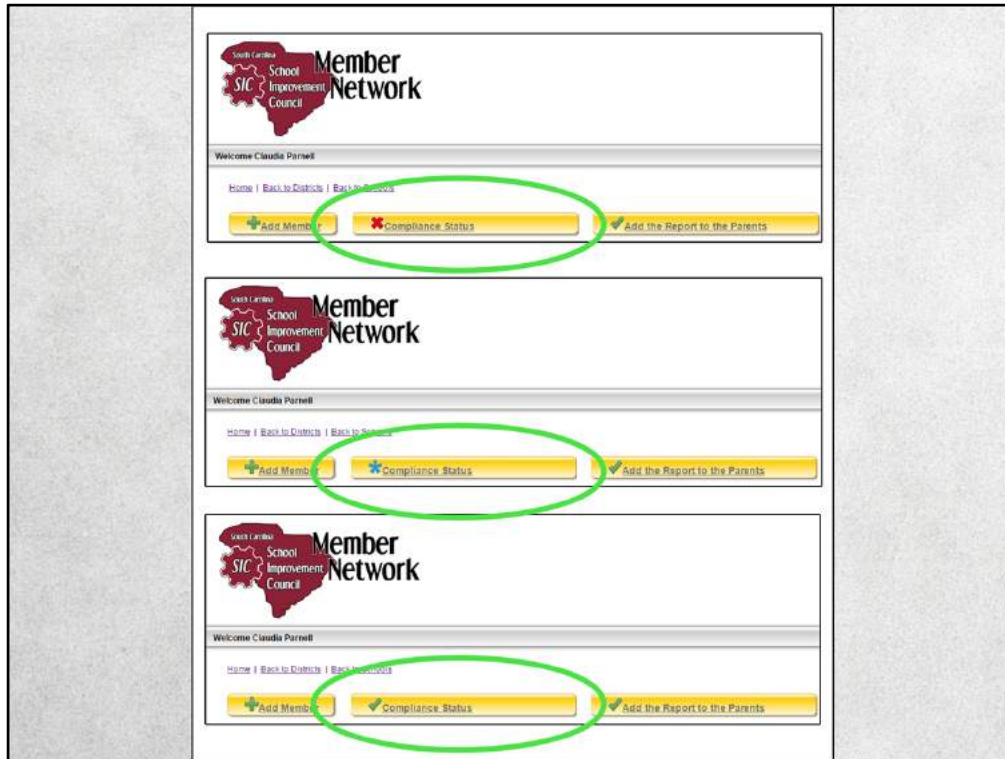 South Carolina
SIC School Improvement Council
Member Network
Welcome Claudia Parnell
Home | Back to Districts | Back to Schools
Add Member Compliance Status Add the Report to the Parents
South Carolina
SIC School Improvement Council
Member Network
Welcome Claudia Parnell
Home | Back to Districts | Back to Schools
Add Member Compliance Status Add the Report to the Parents
South Carolina
SIC School Improvement Council
Member Network
Welcome Claudia Parnell
Home | Back to Districts | Back to Schools
Add Member Compliance Status Add the Report to the Parents